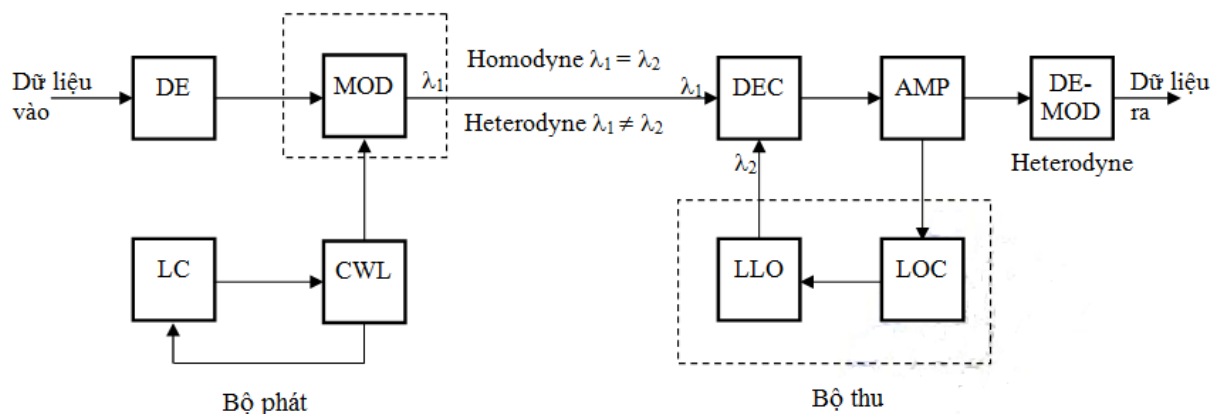 Dữ liệu
vào
DE
MOD
λ1
Homodyne λ1 = λ2
Heterodyne λ1 ≠ λ2
λ1
DEC
AMP
DE-
MOD
Dữ liệu
ra
Heterodyne
λ2
LC
CWL
LLO
LOC
Bộ phát
Bộ thu